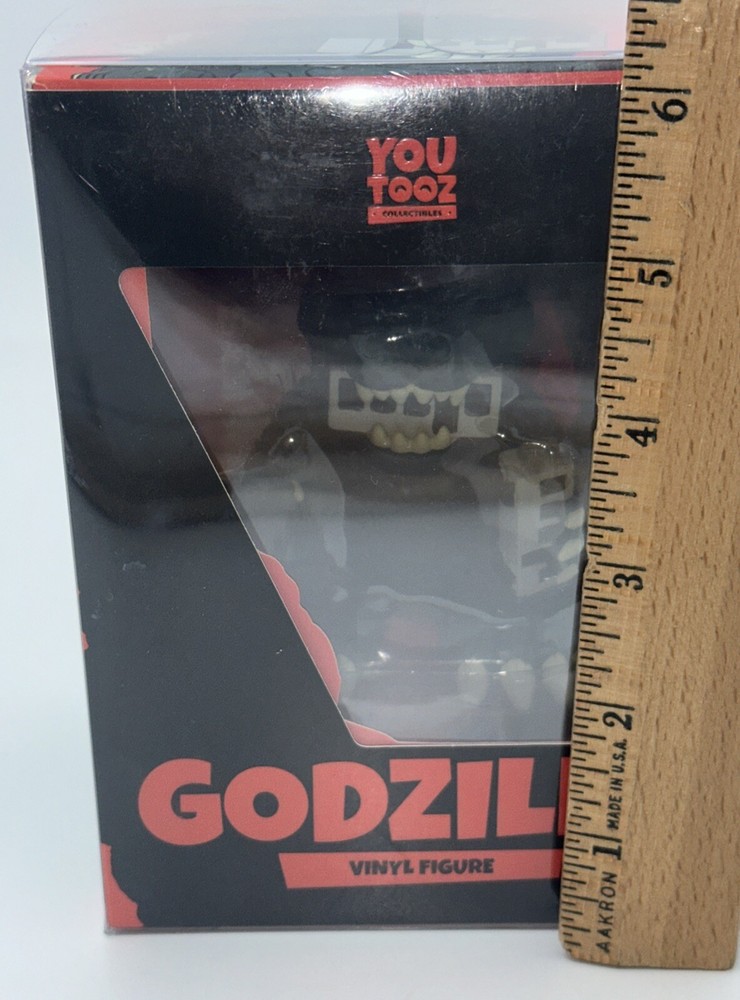 YOU
TOOZ
COLLECTIBLES
GODZIL
VINYL FIGURE
6
5
4
3
2
1
MADE IN U.S.A.
AAKRON